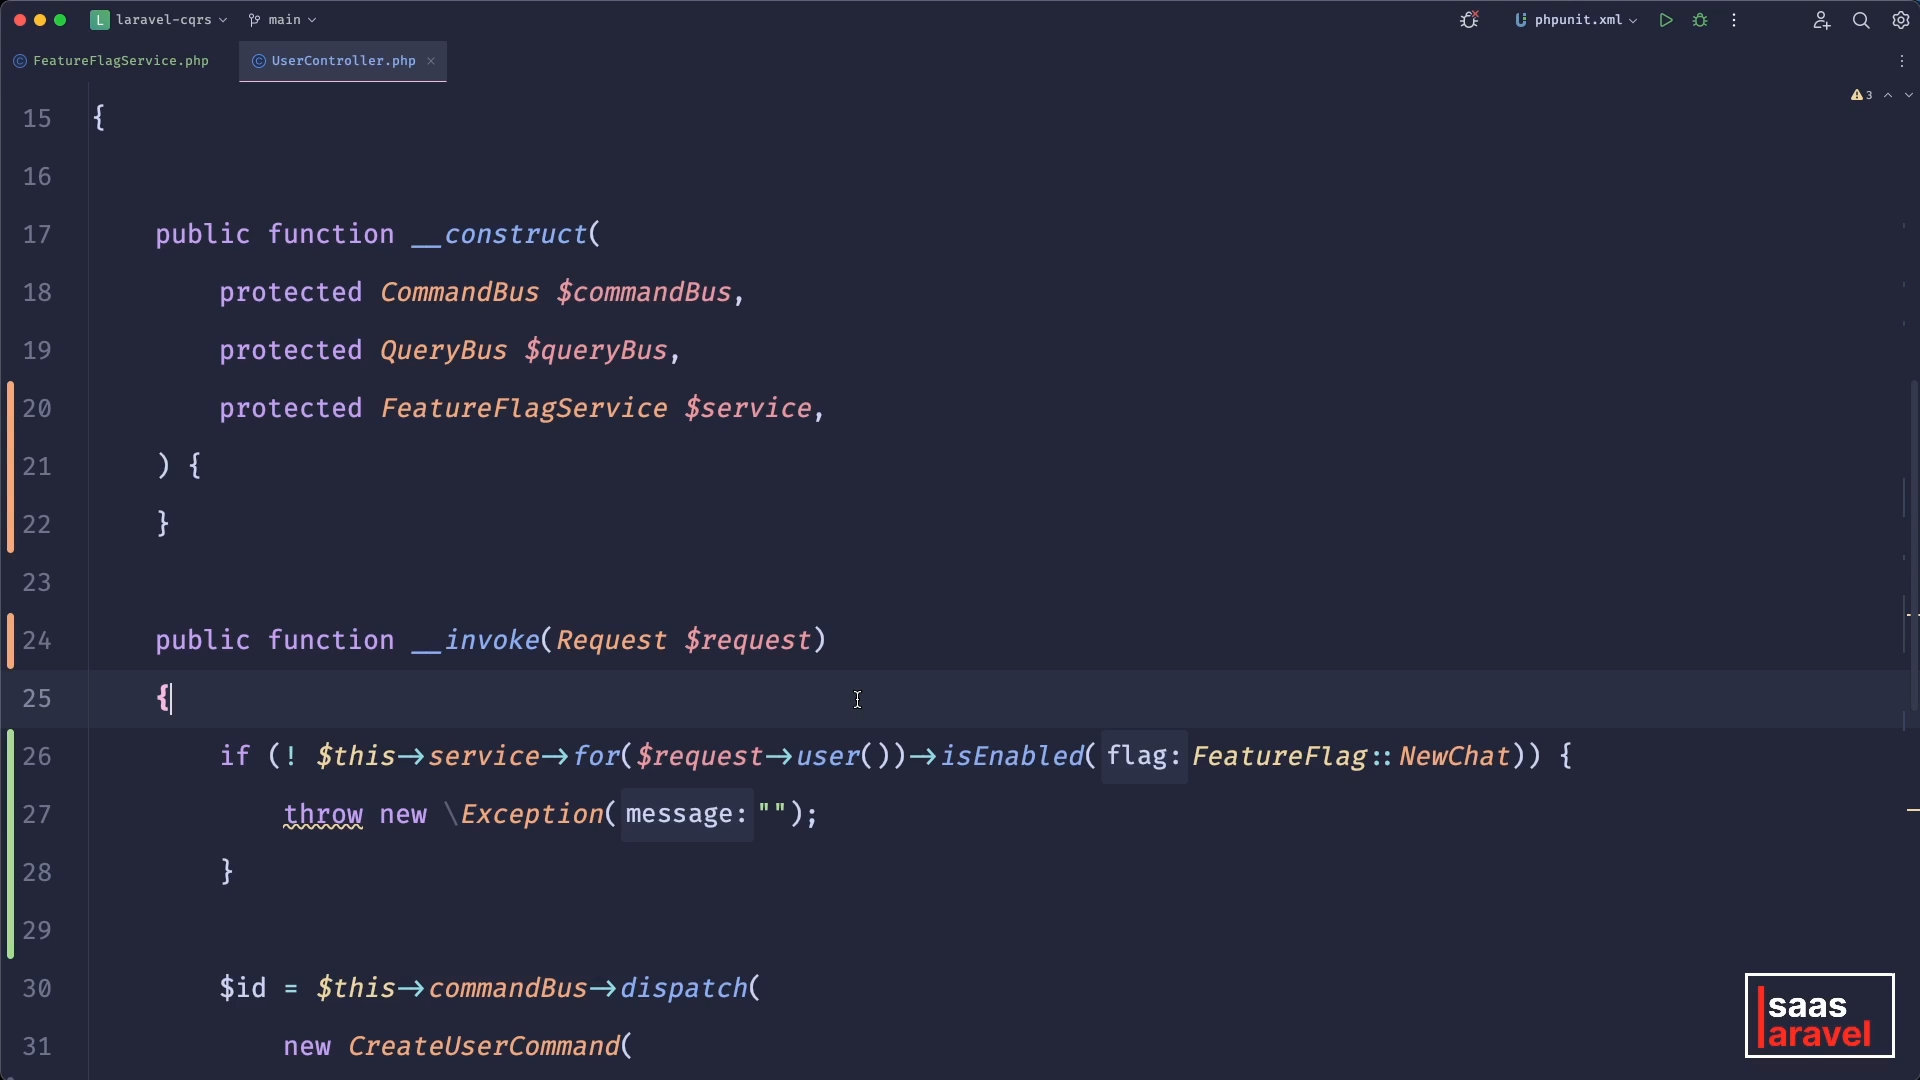 L laravel-cqrs main phpunit.xml
FeatureFlagService.php UserController.php
3
15 {
16
17 public function __construct(
18 protected CommandBus $commandBus,
19 protected QueryBus $queryBus,
20 protected FeatureFlagService $service,
21 ) {
22 }
23
24 public function __invoke(Request $request)
25 {
26 if (! $this->service->for($request->user())->isEnabled( flag: FeatureFlag::NewChat)) {
27 throw new \Exception( message: "");
28 }
29
30 $id = $this->commandBus->dispatch(
31 new CreateUserCommand(
saas
laravel